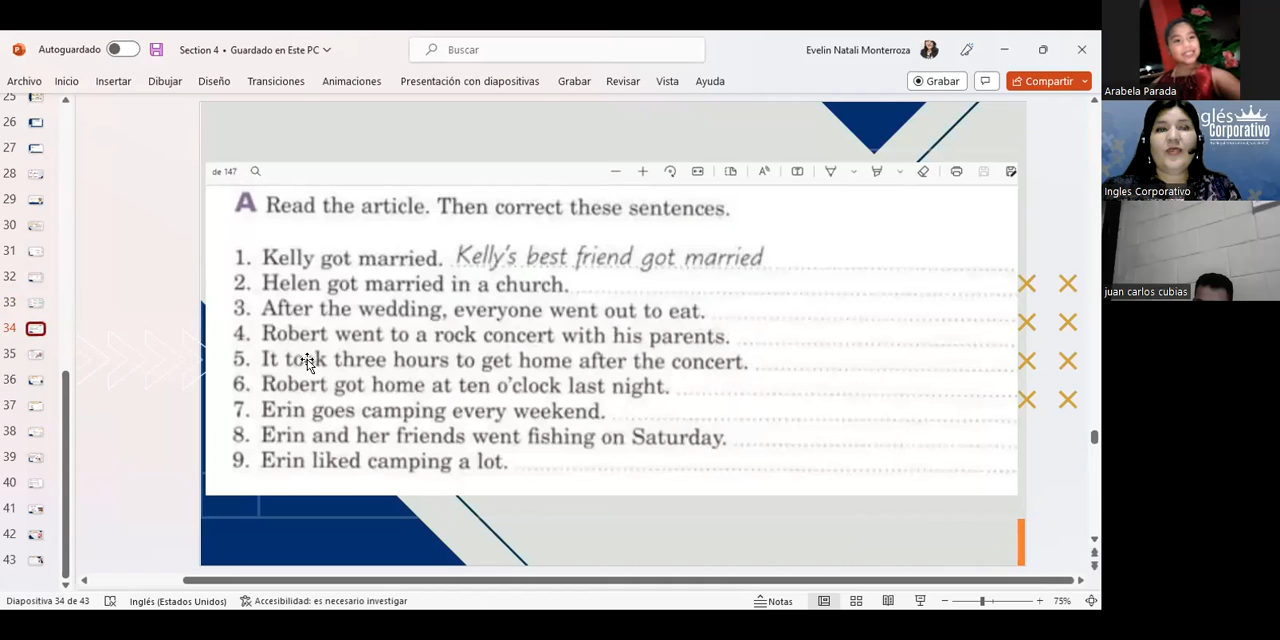 Autoguardado
Section 4 • Guardado en Este PC
Buscar
Evelin Natali Monterroza
Archivo Inicio Insertar Dibujar Diseño Transiciones Animaciones Presentación con diapositivas Grabar Revisar Vista Ayuda
Grabar
Compartir
Arabela Parada
glés Corporativo
Ingles Corporativo
juan carlos cubias
25
26
27
28
29
30
31
32
33
34
35
36
37
38
39
40
41
42
43
de 147
A Read the article. Then correct these sentences.
1. Kelly got married. Kelly's best friend got married
2. Helen got married in a church.
3. After the wedding, everyone went out to eat.
4. Robert went to a rock concert with his parents.
5. It took three hours to get home after the concert.
6. Robert got home at ten o'clock last night.
7. Erin goes camping every weekend.
8. Erin and her friends went fishing on Saturday.
9. Erin liked camping a lot.
Diapositiva 34 de 43
Inglés (Estados Unidos)
Accesibilidad: es necesario investigar
Notas
75%